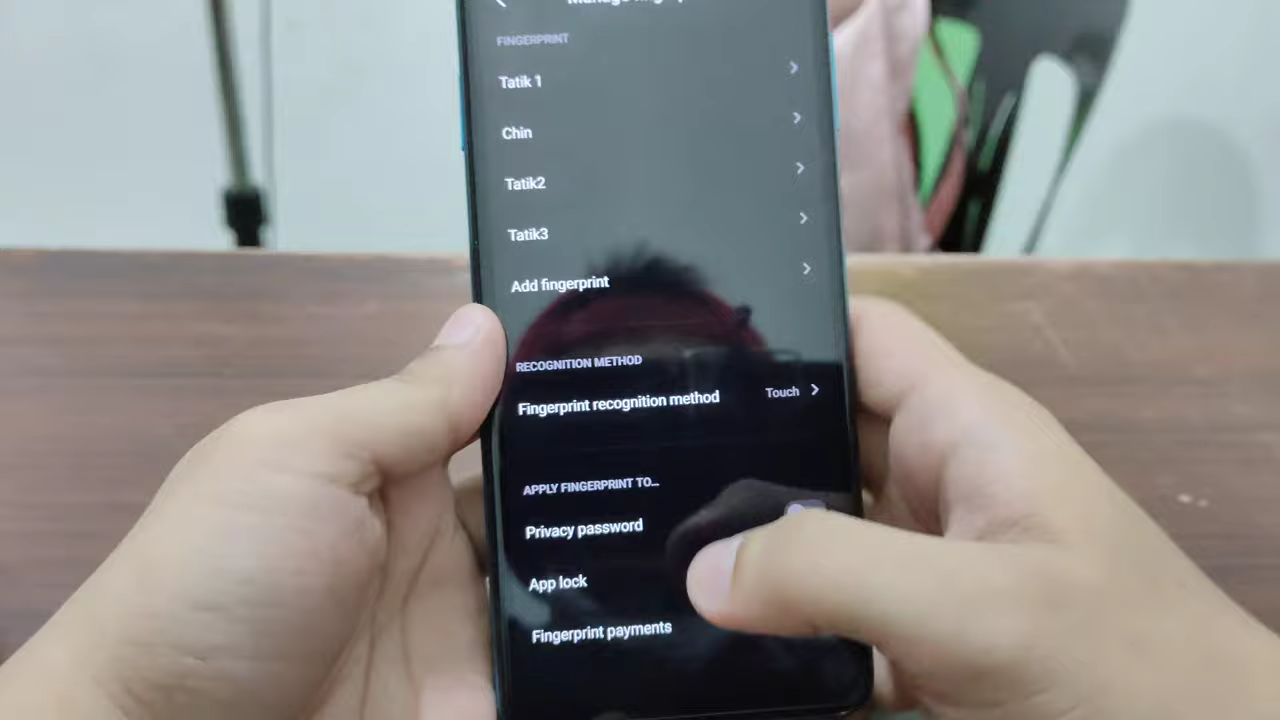 FINGERPRINT
Tatik 1
Chin
Tatik2
Tatik3
Add fingerprint
RECOGNITION METHOD
Fingerprint recognition method Touch
APPLY FINGERPRINT TO...
Privacy password
App lock
Fingerprint payments